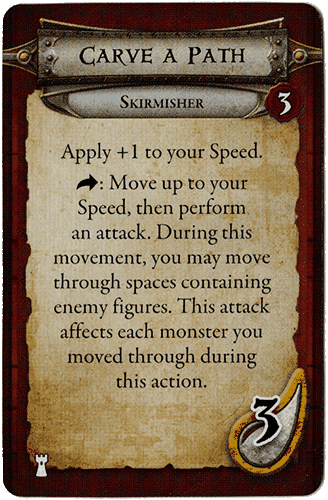 Carve a Path
Skirmisher
3
Apply +1 to your Speed.
: Move up to your
Speed, then perform
an attack. During this
movement, you may move
through spaces containing
enemy figures. This attack
affects each monster you
moved through during
this action.
3